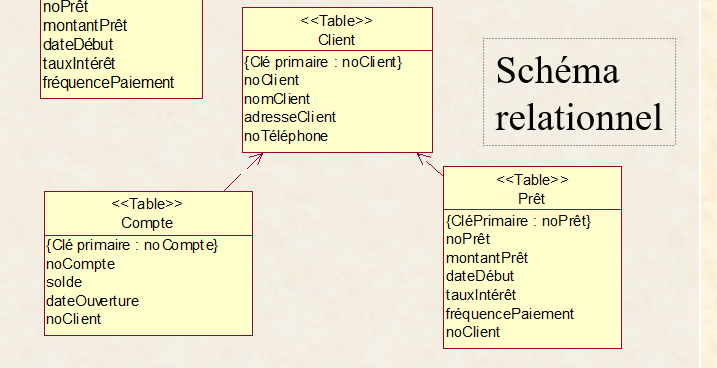 noPrêt
montantPrêt
dateDébut
tauxIntérêt
fréquencePaiement
<<Table>>
Client
{Clé primaire : noClient}
noClient
nomClient
adresseClient
noTéléphone
Schéma
relationnel
<<Table>>
Compte
{Clé primaire : noCompte}
noCompte
solde
dateOuverture
noClient
<<Table>>
Prêt
{CléPrimaire : noPrêt}
noPrêt
montantPrêt
dateDébut
tauxIntérêt
fréquencePaiement
noClient